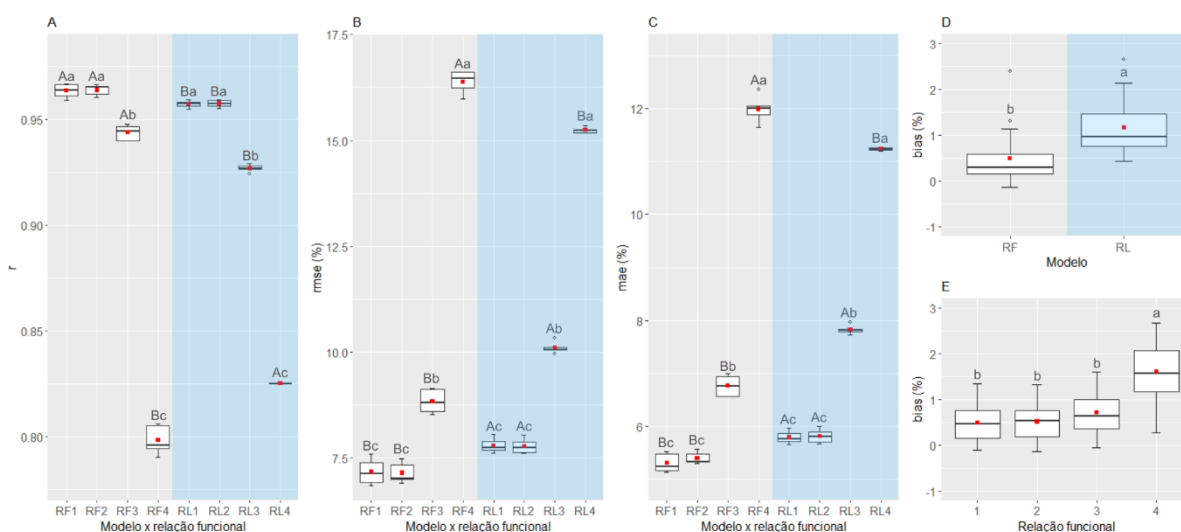 A
r
0.95
0.90
0.85
0.80
Aa Aa Ab Bc Ba Ba Bb Ac
RF1 RF2 RF3 RF4 RL1 RL2 RL3 RL4
Modelo x relação funcional
B
rmse (%)
17.5
15.0
12.5
10.0
7.5
Bc Bc Bb Aa Ac Ac Ab Ba
RF1 RF2 RF3 RF4 RL1 RL2 RL3 RL4
Modelo x relação funcional
C
mae (%)
12
10
8
6
Bc Bc Bb Aa Ac Ac Ab Ba
RF1 RF2 RF3 RF4 RL1 RL2 RL3 RL4
Modelo x relação funcional
D
bias (%)
3
2
1
0
-1
b a
RF RL
Modelo
E
bias (%)
3
2
1
0
-1
b b b a
1 2 3 4
Relação funcional